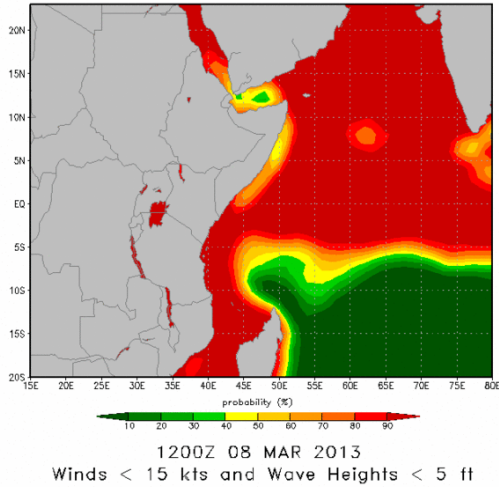 20N
15N
10N
5N
EQ
5S
10S
15S
20S
15E 20E 25E 30E 35E 40E 45E 50E 55E 60E 65E 70E 75E 80E
probability (%)
10 20 30 40 50 60 70 80 90
1200Z 08 MAR 2013
Winds < 15 kts and Wave Heights < 5 ft